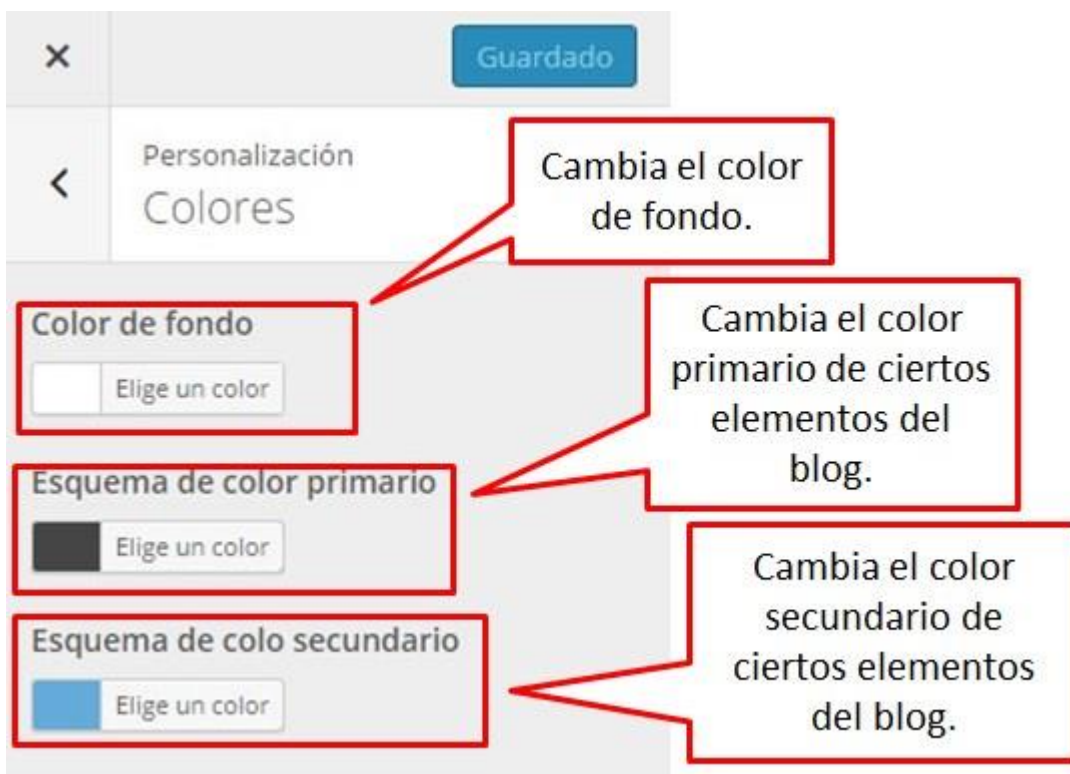 ×
Guardado
Personalización
Colores
Cambia el color
de fondo.
Color de fondo
Elige un color
Cambia el color
primario de ciertos
elementos del
blog.
Esquema de color primario
Elige un color
Esquema de colo secundario
Elige un color
Cambia el color
secundario de
ciertos elementos
del blog.